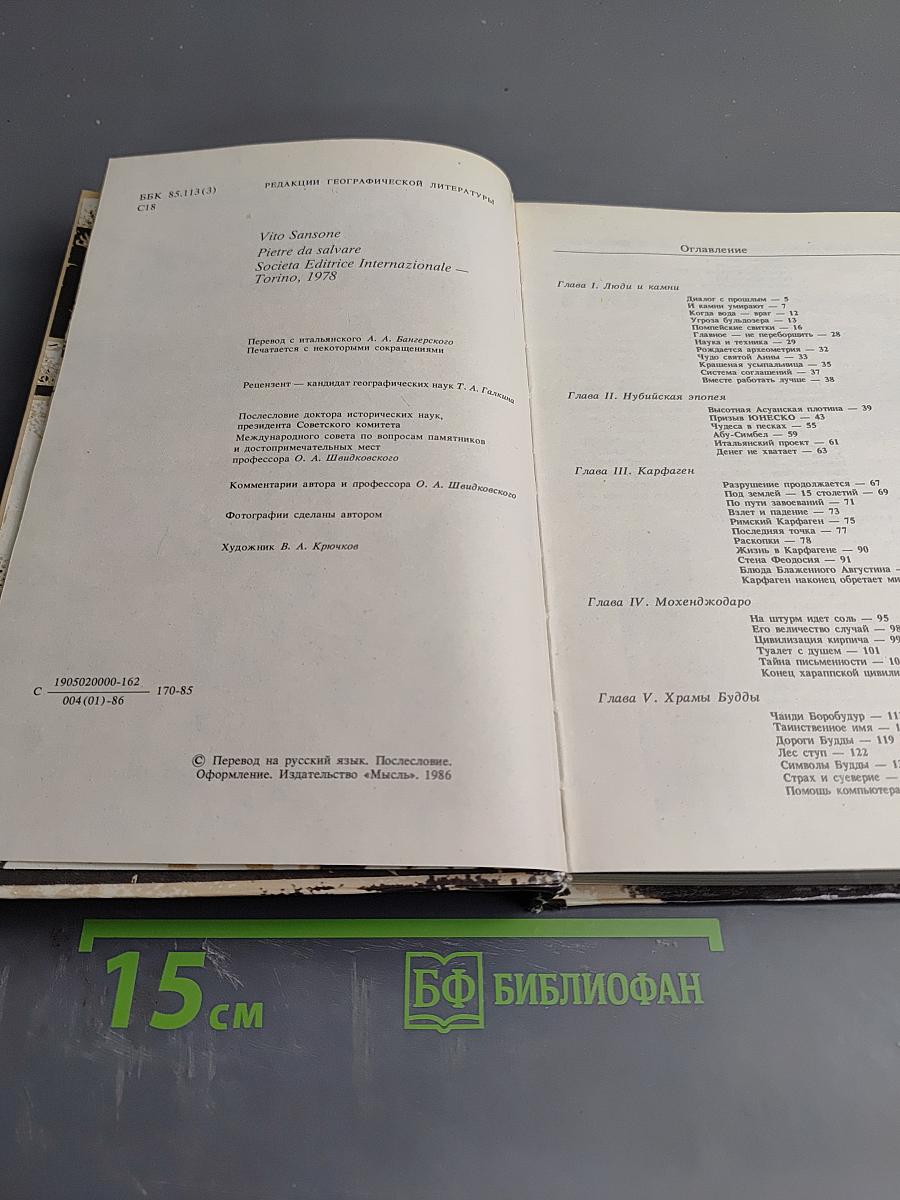 ББК 85.113(3)
С18
РЕДАКЦИИ ГЕОГРАФИЧЕСКОЙ ЛИТЕРАТУРЫ
Vito Sansone
Pietre da salvare
Societa Editrice Internazionale —
Torino, 1978
Перевод с итальянского А. А. Бангерского
Печатается с некоторыми сокращениями
Рецензент — кандидат географических наук Т. А. Галкина
Послесловие доктора исторических наук,
президента Советского комитета
Международного совета по вопросам памятников
и достопримечательных мест
профессора О. А. Швидковского
Комментарии автора и профессора О. А. Швидковского
Фотографии сделаны автором
Художник В. А. Крючков
С 1905020000-162
004(01)-86
170-85
© Перевод на русский язык. Послесловие.
Оформление. Издательство «Мысль». 1986
Оглавление
Глава I. Люди и камни
Диалог с прошлым — 5
И камни умирают — 7
Когда вода — враг — 12
Угроза бульдозера — 13
Помпейские свитки — 16
Главное — не переборщить — 28
Наука и техника — 29
Рождается археометрия — 32
Чудо святой Анны — 33
Крашеная усыпальница — 35
Система соглашений — 37
Вместе работать лучше — 38
Глава II. Нубийская эпопея
Высотная Асуанская плотина — 39
Призыв ЮНЕСКО — 43
Чудеса в песках — 55
Абу-Симбел — 59
Итальянский проект — 61
Денег не хватает — 63
Глава III. Карфаген
Разрушение продолжается — 67
Под землей — 15 столетий — 69
По пути завоеваний — 71
Взлет и падение — 73
Римский Карфаген — 75
Последняя точка — 77
Раскопки — 78
Жизнь в Карфагене — 90
Стена Феодосия — 91
Блюда Блаженного Августина —
Карфаген наконец обретает ми
Глава IV. Мохенджодаро
На штурм идет соль — 95
Его величество случай — 98
Цивилизация кирпича — 99
Туалет с душем — 101
Тайна письменности — 10
Конец хараппской цивили
Глава V. Храмы Будды
Чанди Боробудур — 11
Таинственное имя — 1
Дороги Будды — 119
Лес ступ — 122
Символы Будды — 12
Страх и суеверие —
Помощь компьютера
15 см
БФ БИБЛИОФАН